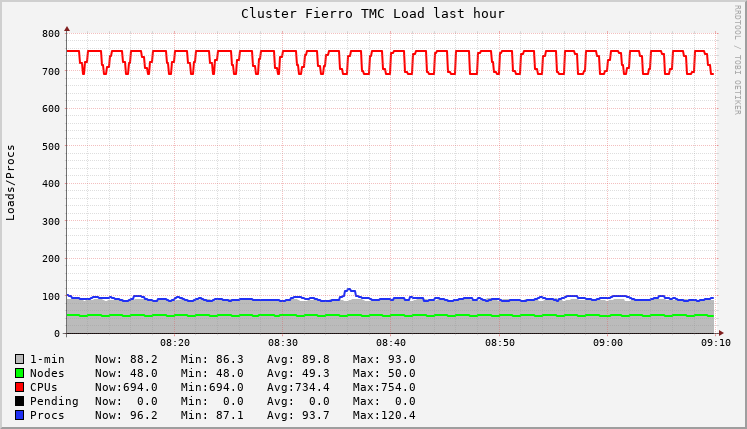 Cluster Fierro TMC Load last hour
RRDTOOL / TOBI OETIKER
Loads/Procs
800
700
600
500
400
300
200
100
0
08:20 08:30 08:40 08:50 09:00 09:10
1-min Now: 88.2 Min: 86.3 Avg: 89.8 Max: 93.0
Nodes Now: 48.0 Min: 48.0 Avg: 49.3 Max: 50.0
CPUs Now:694.0 Min:694.0 Avg:734.4 Max:754.0
Pending Now: 0.0 Min: 0.0 Avg: 0.0 Max: 0.0
Procs Now: 96.2 Min: 87.1 Avg: 93.7 Max:120.4